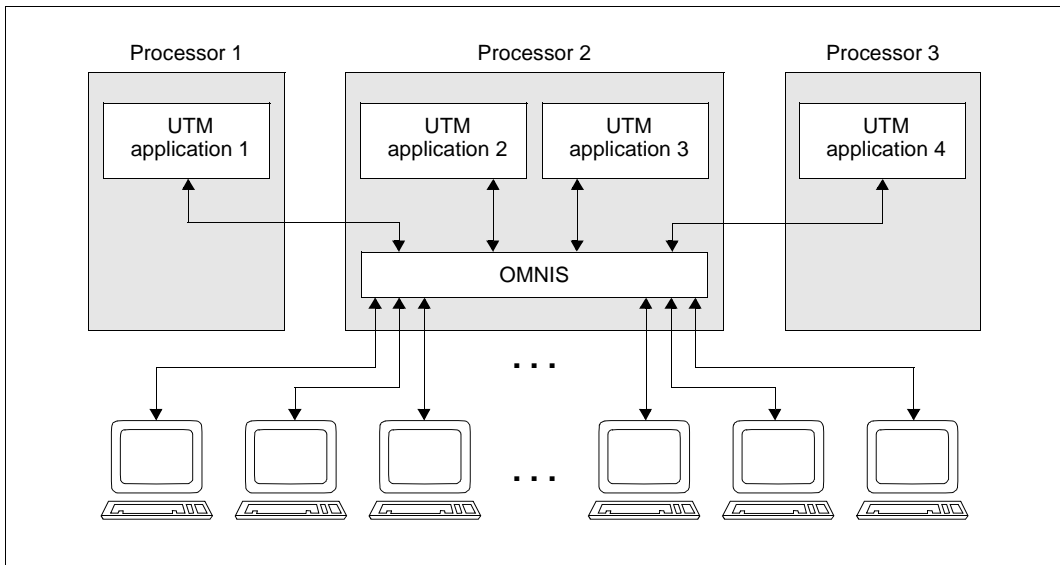 Processor 1
Processor 2
Processor 3
UTM
application 1
UTM
application 2
UTM
application 3
UTM
application 4
OMNIS
. . .
. . .